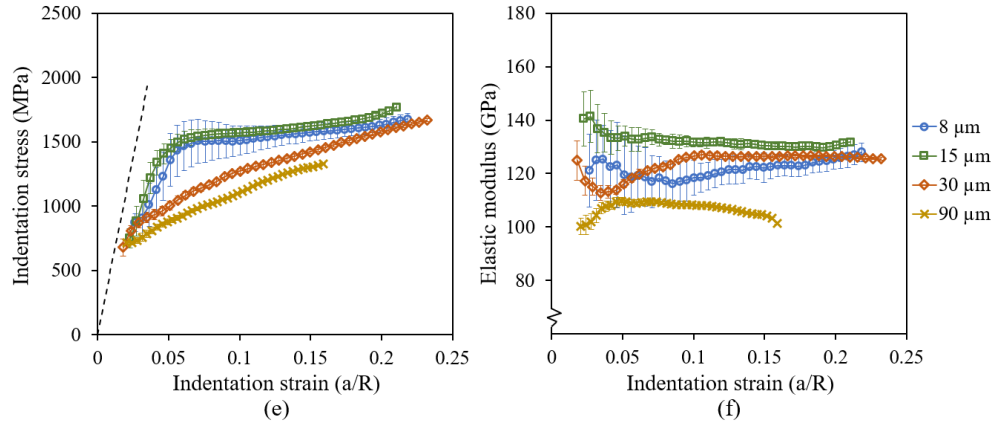 2500
2000
1500
1000
500
0
Indentation stress (MPa)
0
0.05
0.1
0.15
0.2
0.25
Indentation strain (a/R)
(e)
180
160
140
120
100
80
Elastic modulus (GPa)
0
0.05
0.1
0.15
0.2
0.25
Indentation strain (a/R)
(f)
8 µm
15 µm
30 µm
90 µm